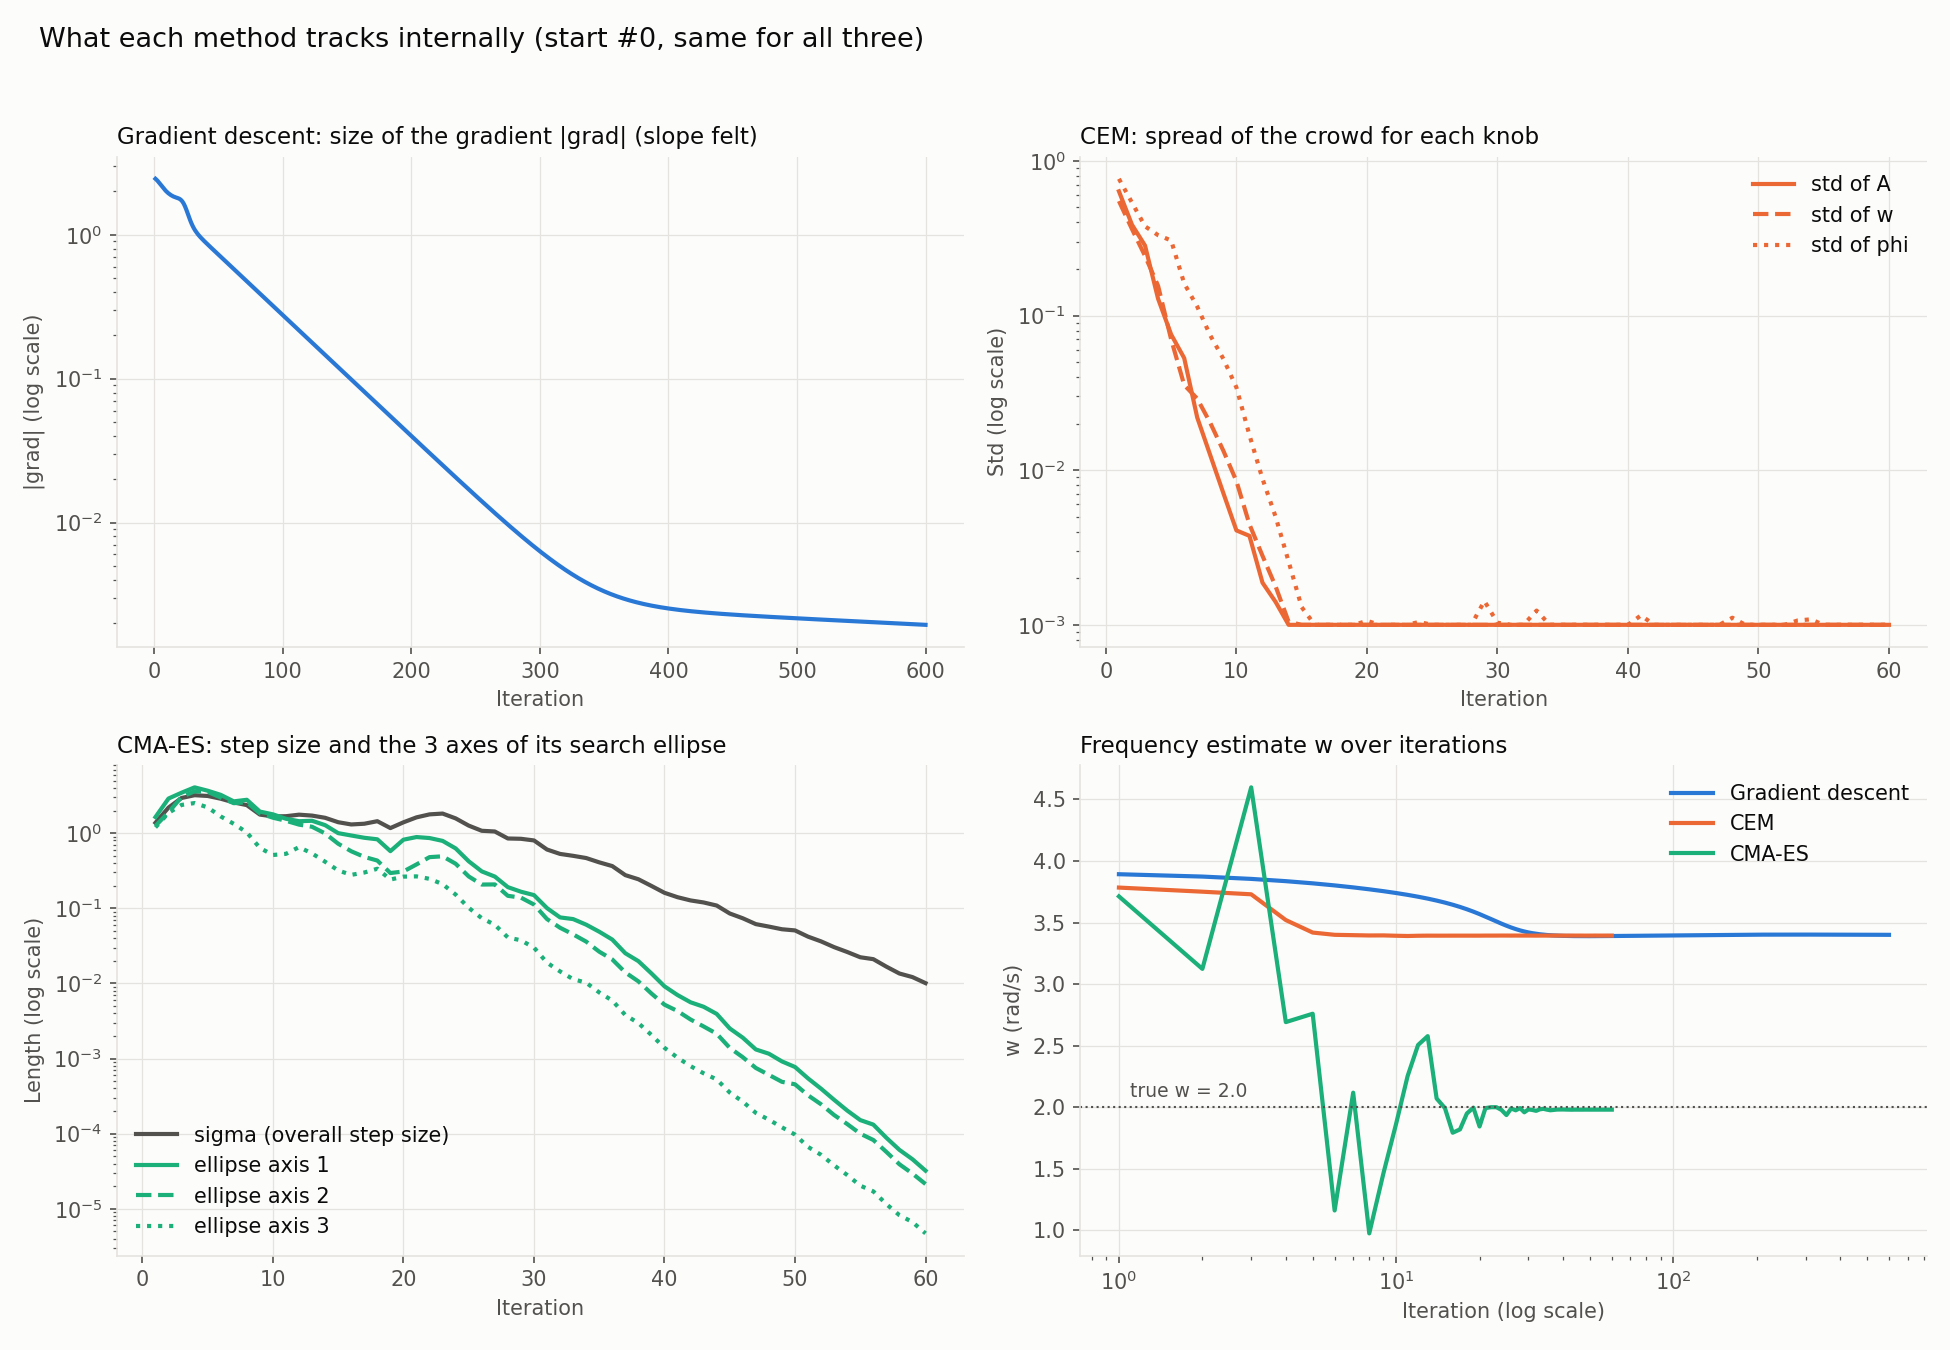 What each method tracks internally (start #0, same for all three)
Gradient descent: size of the gradient |grad| (slope felt)
|grad| (log scale)
10⁰
10⁻¹
10⁻²
0 100 200 300 400 500 600
Iteration
CEM: spread of the crowd for each knob
Std (log scale)
10⁰
10⁻¹
10⁻²
10⁻³
std of A
std of w
std of phi
0 10 20 30 40 50 60
Iteration
CMA-ES: step size and the 3 axes of its search ellipse
Length (log scale)
10⁰
10⁻¹
10⁻²
10⁻³
10⁻⁴
10⁻⁵
sigma (overall step size)
ellipse axis 1
ellipse axis 2
ellipse axis 3
0 10 20 30 40 50 60
Iteration
Frequency estimate w over iterations
w (rad/s)
4.5
4.0
3.5
3.0
2.5
2.0
1.5
1.0
Gradient descent
CEM
CMA-ES
true w = 2.0
10⁰ 10¹ 10²
Iteration (log scale)